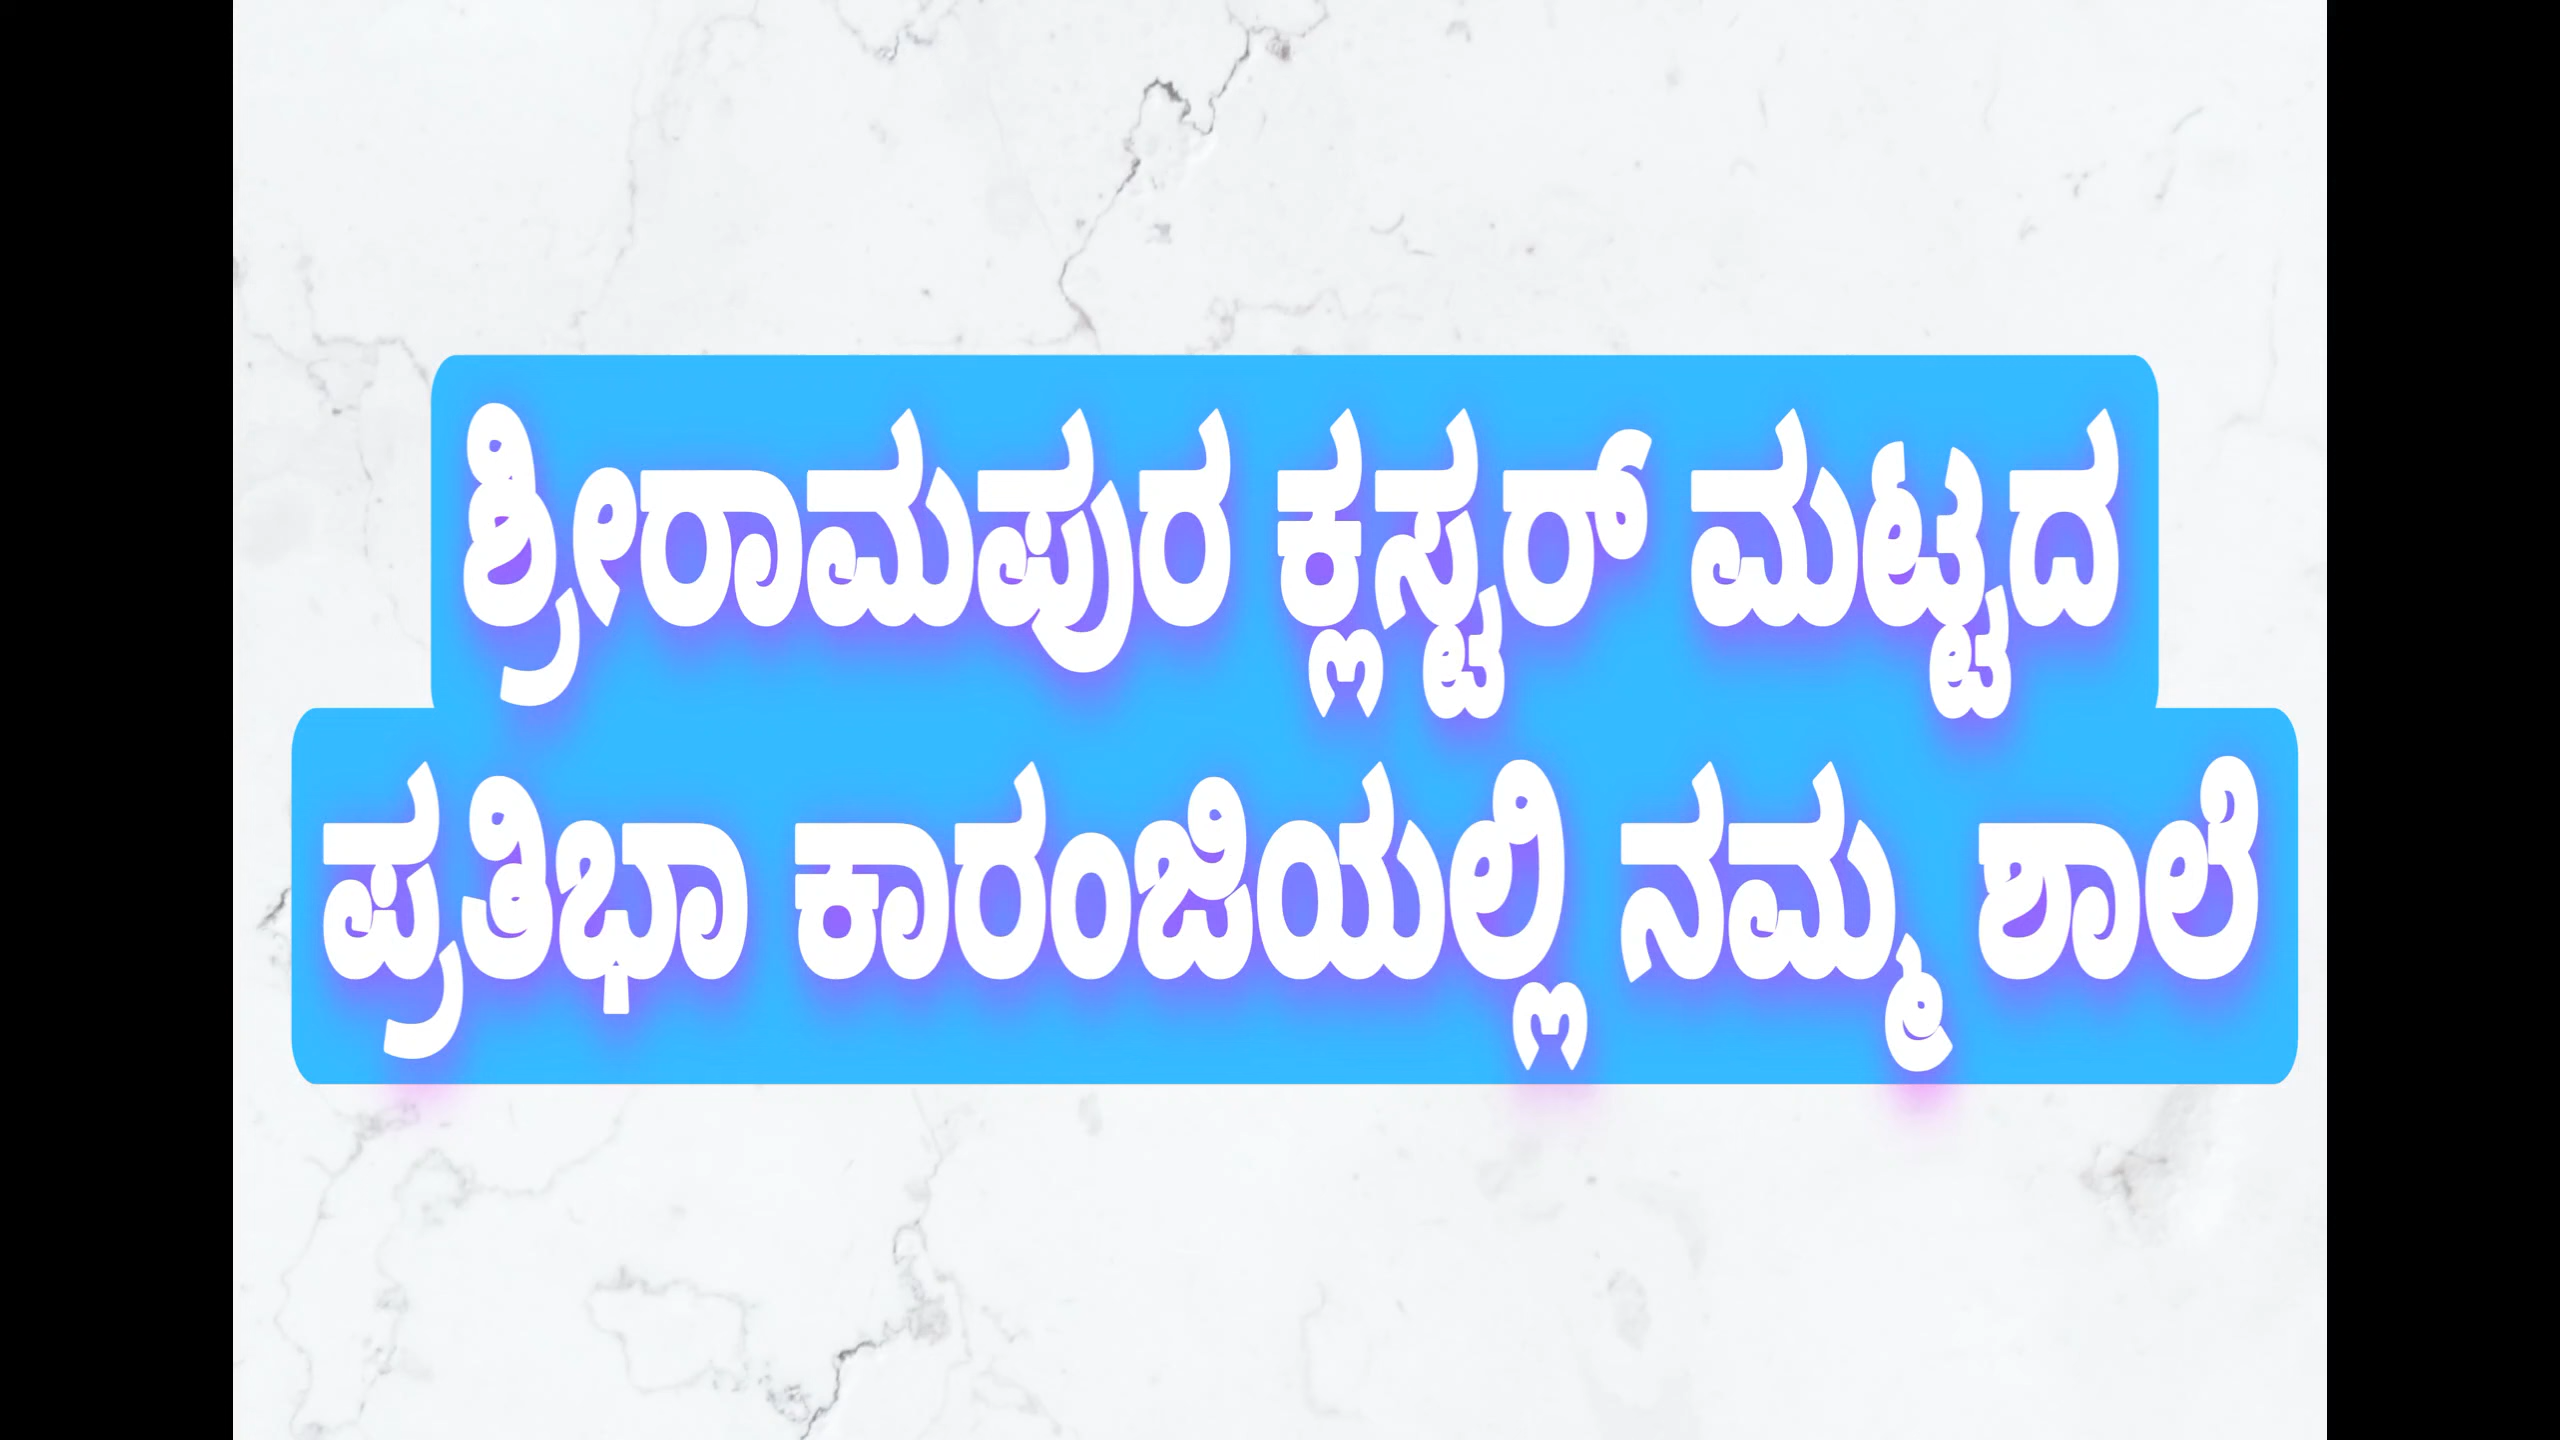 ಶ್ರೀರಾಮಪುರ ಕ್ಲಸ್ಟರ್ ಮಟ್ಟದ
ಪ್ರತಿಭಾ ಕಾರಂಜಿಯಲ್ಲಿ ನಮ್ಮ ಶಾಲೆ